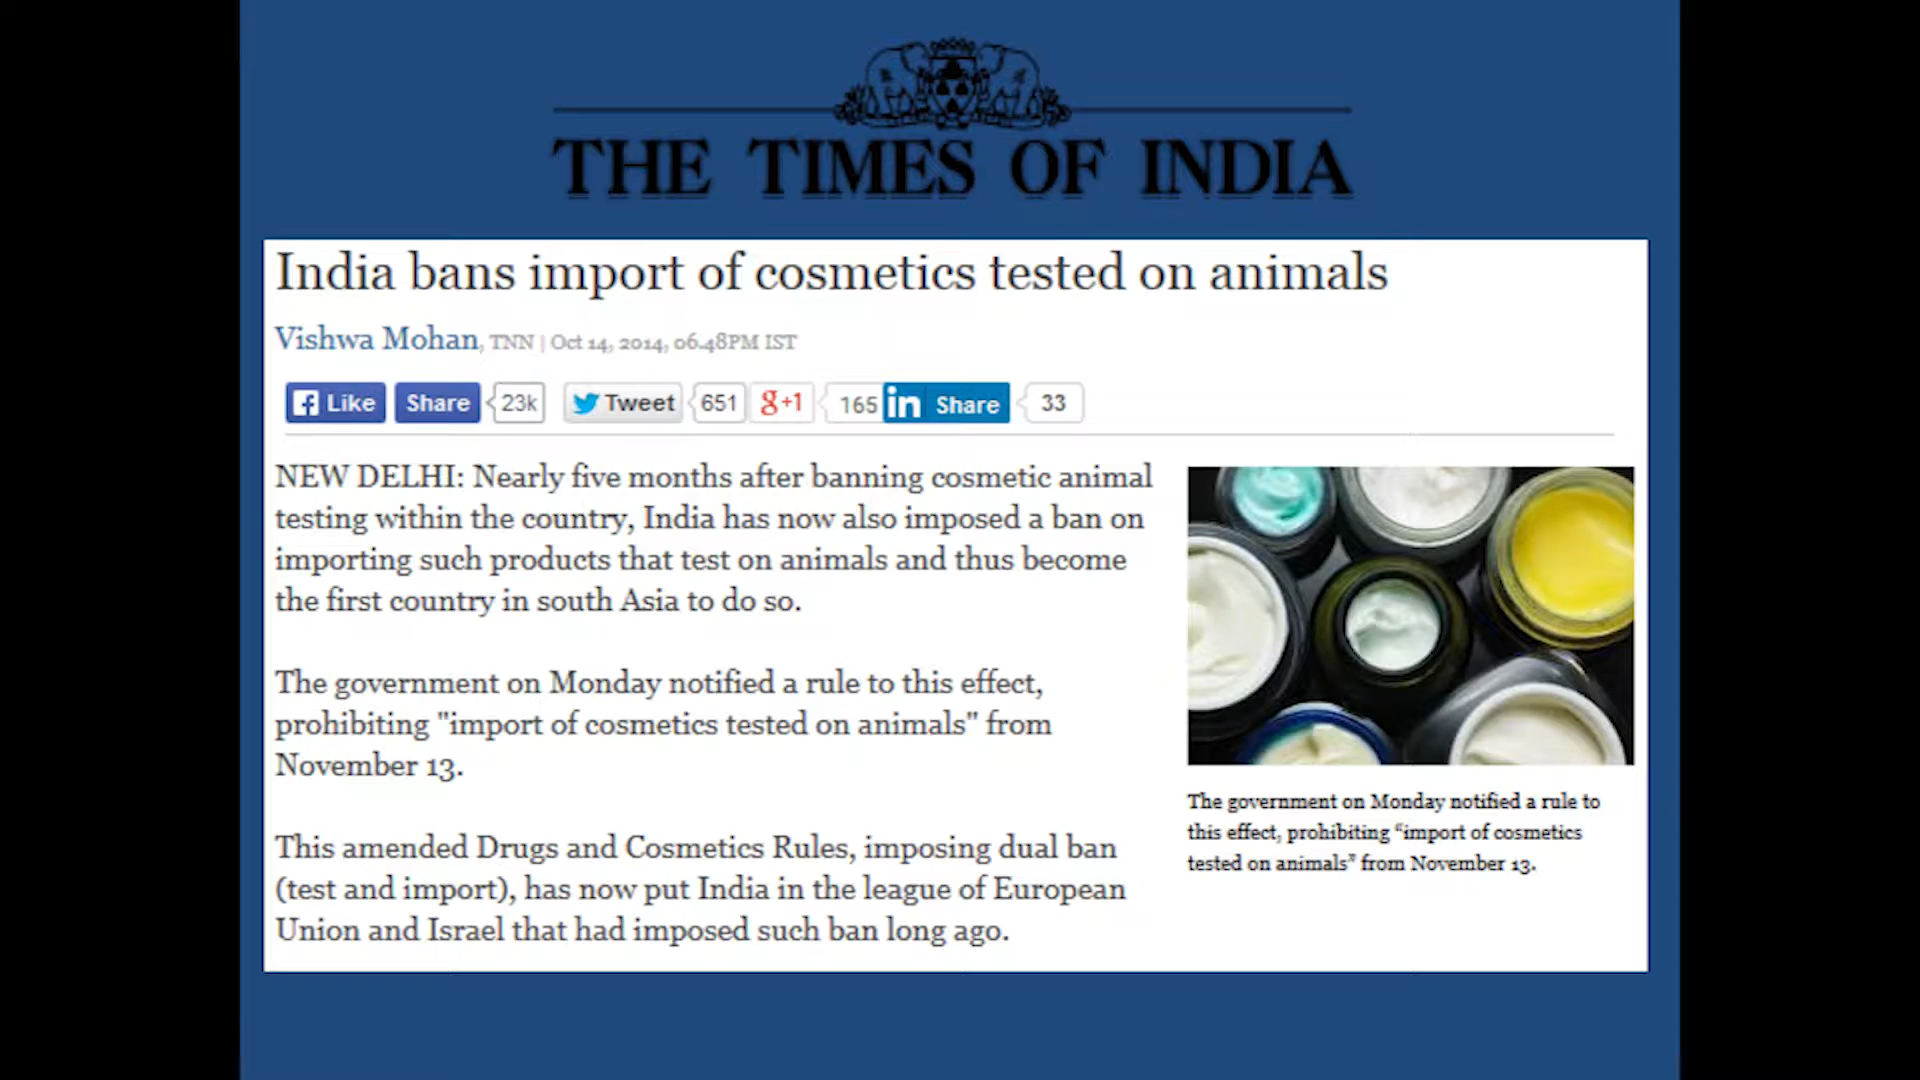 THE TIMES OF INDIA
India bans import of cosmetics tested on animals
Vishwa Mohan, TNN | Oct 14, 2014, 06.48PM IST
Like Share 23k Tweet 651 g+1 165 in Share 33
NEW DELHI: Nearly five months after banning cosmetic animal
testing within the country, India has now also imposed a ban on
importing such products that test on animals and thus become
the first country in south Asia to do so.
The government on Monday notified a rule to this effect,
prohibiting "import of cosmetics tested on animals" from
November 13.
This amended Drugs and Cosmetics Rules, imposing dual ban
(test and import), has now put India in the league of European
Union and Israel that had imposed such ban long ago.
The government on Monday notified a rule to
this effect, prohibiting “import of cosmetics
tested on animals” from November 13.